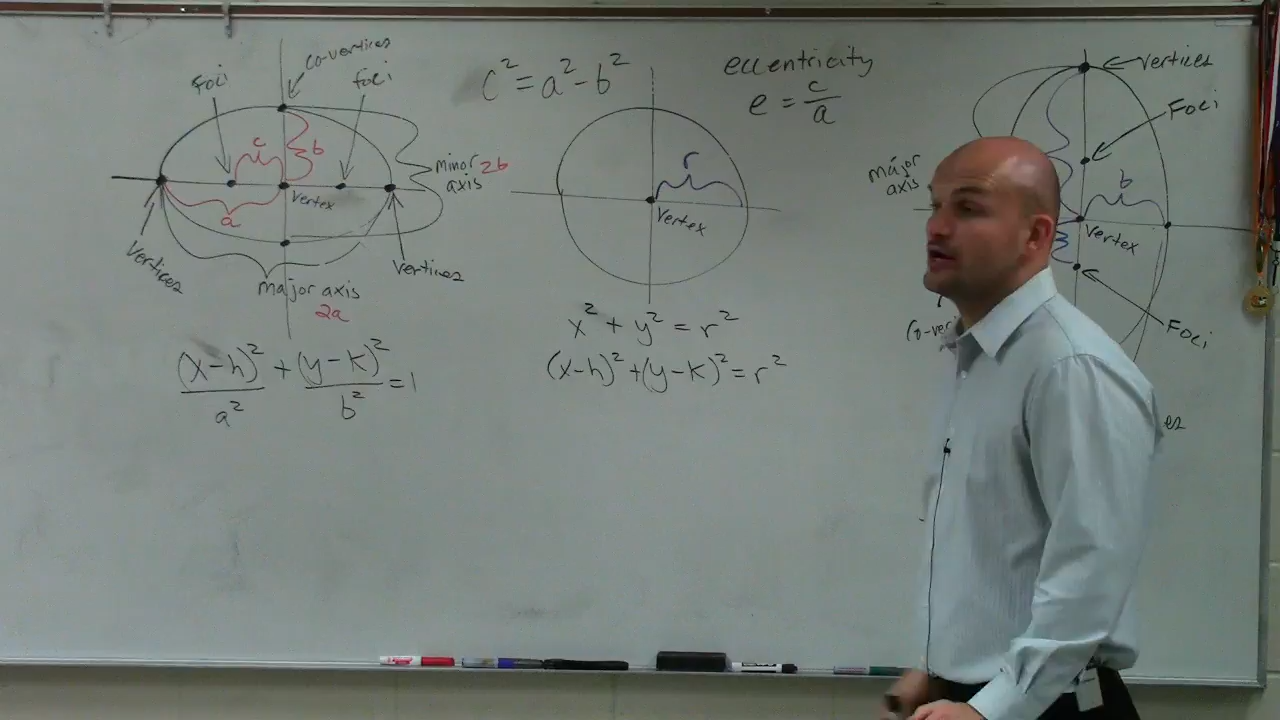 co-vertices
foci
foci
c
b
minor 2b
axis
vertex
a
vertices
vertices
major axis
2a
(x-h)²/a² + (y-k)²/b² = 1
c² = a² - b²
r
vertex
x² + y² = r²
(x-h)² + (y-k)² = r²
eccentricity
e = c/a
vertices
Foci
major
axis
b
vertex
Foci